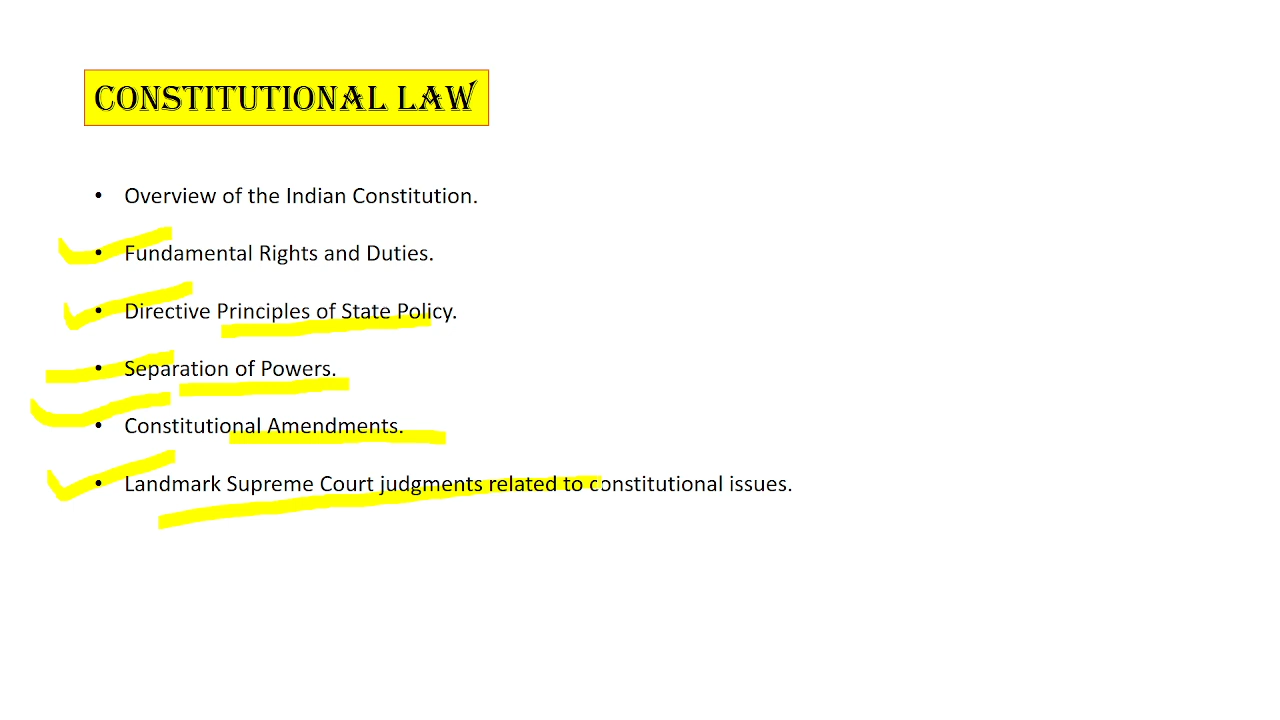 CONSTITUTIONAL LAW
• Overview of the Indian Constitution.
• Fundamental Rights and Duties.
• Directive Principles of State Policy.
• Separation of Powers.
• Constitutional Amendments.
• Landmark Supreme Court judgments related to constitutional issues.